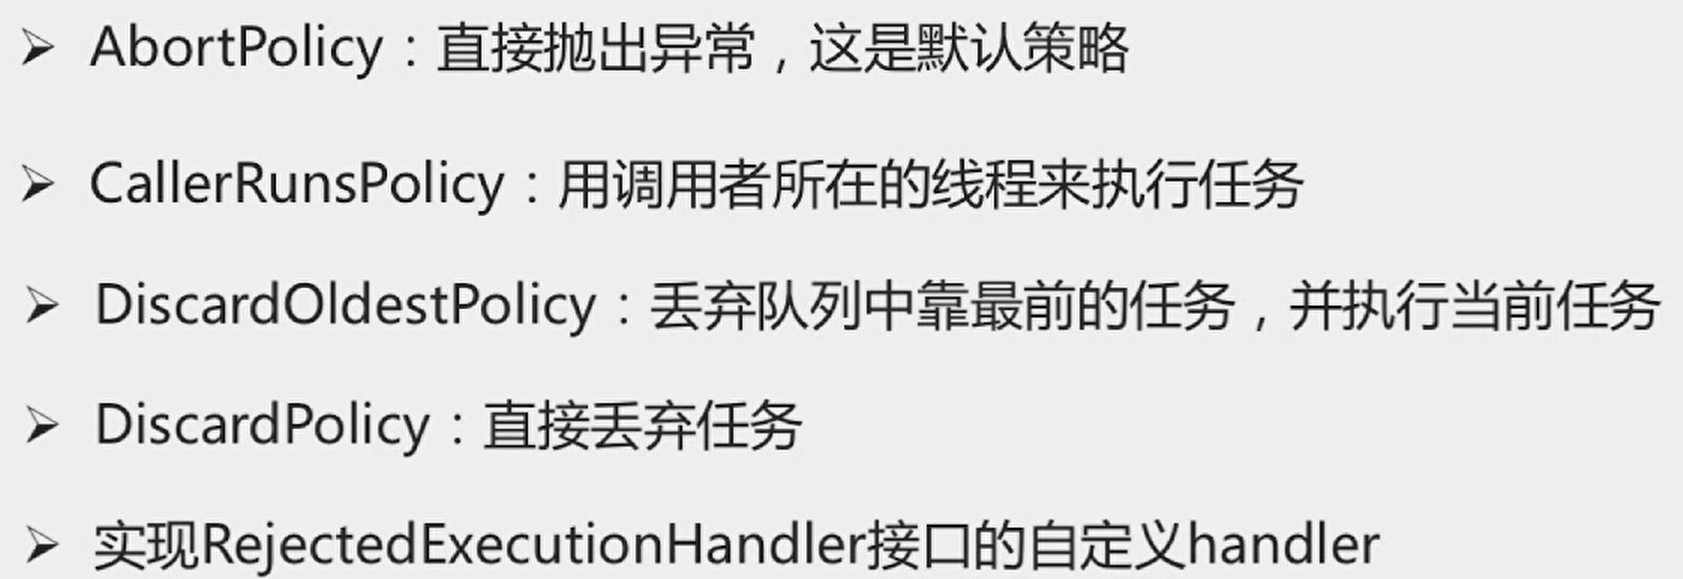 ➢ AbortPolicy：直接抛出异常，这是默认策略
➢ CallerRunsPolicy：用调用者所在的线程来执行任务
➢ DiscardOldestPolicy：丢弃队列中靠最前的任务，并执行当前任务
➢ DiscardPolicy：直接丢弃任务
➢ 实现RejectedExecutionHandler接口的自定义handler